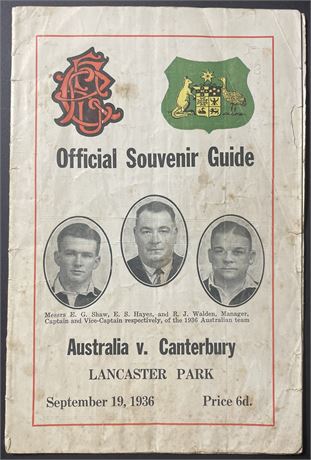 Official Souvenir Guide
Messrs E. G. Shaw, E. S. Hayes, and R. J. Walden, Manager,
Captain and Vice-Captain respectively, of the 1936 Australian team
Australia v. Canterbury
LANCASTER PARK
September 19, 1936 Price 6d.